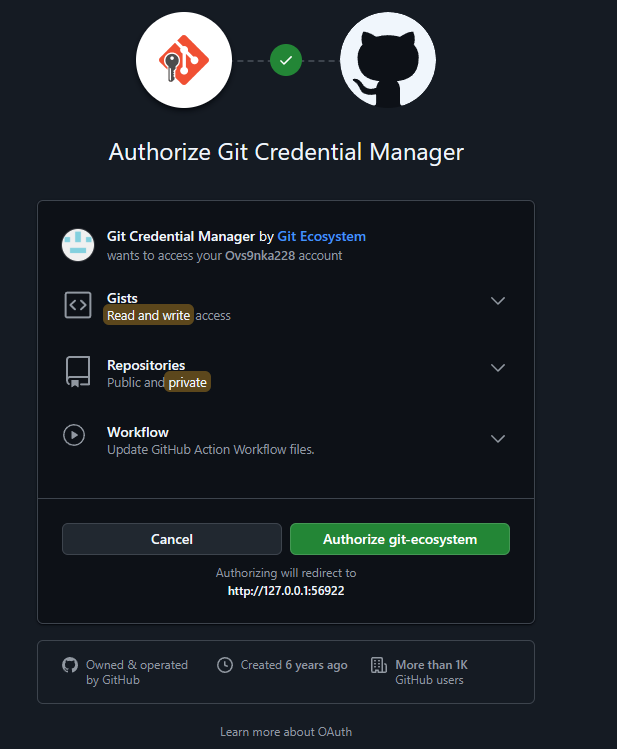 Authorize Git Credential Manager
Git Credential Manager by Git Ecosystem
wants to access your Ovs9nka228 account
Gists
Read and write access
Repositories
Public and private
Workflow
Update GitHub Action Workflow files.
Cancel
Authorize git-ecosystem
Authorizing will redirect to
http://127.0.0.1:56922
Owned & operated
by GitHub
Created 6 years ago
More than 1K
GitHub users
Learn more about OAuth